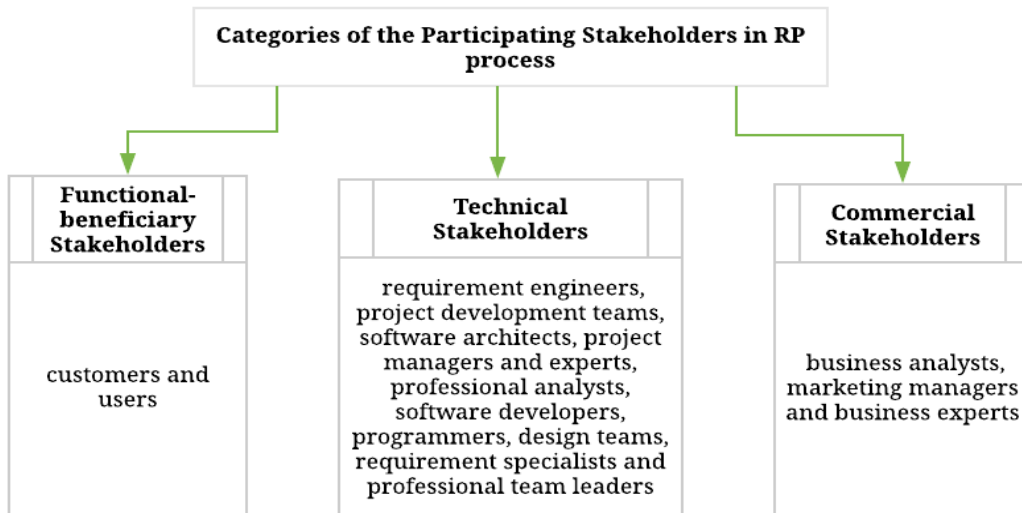 Categories of the Participating Stakeholders in RP
process
Functional-
beneficiary
Stakeholders
customers and
users
Technical
Stakeholders
requirement engineers,
project development teams,
software architects, project
managers and experts,
professional analysts,
software developers,
programmers, design teams,
requirement specialists and
professional team leaders
Commercial
Stakeholders
business analysts,
marketing managers
and business experts